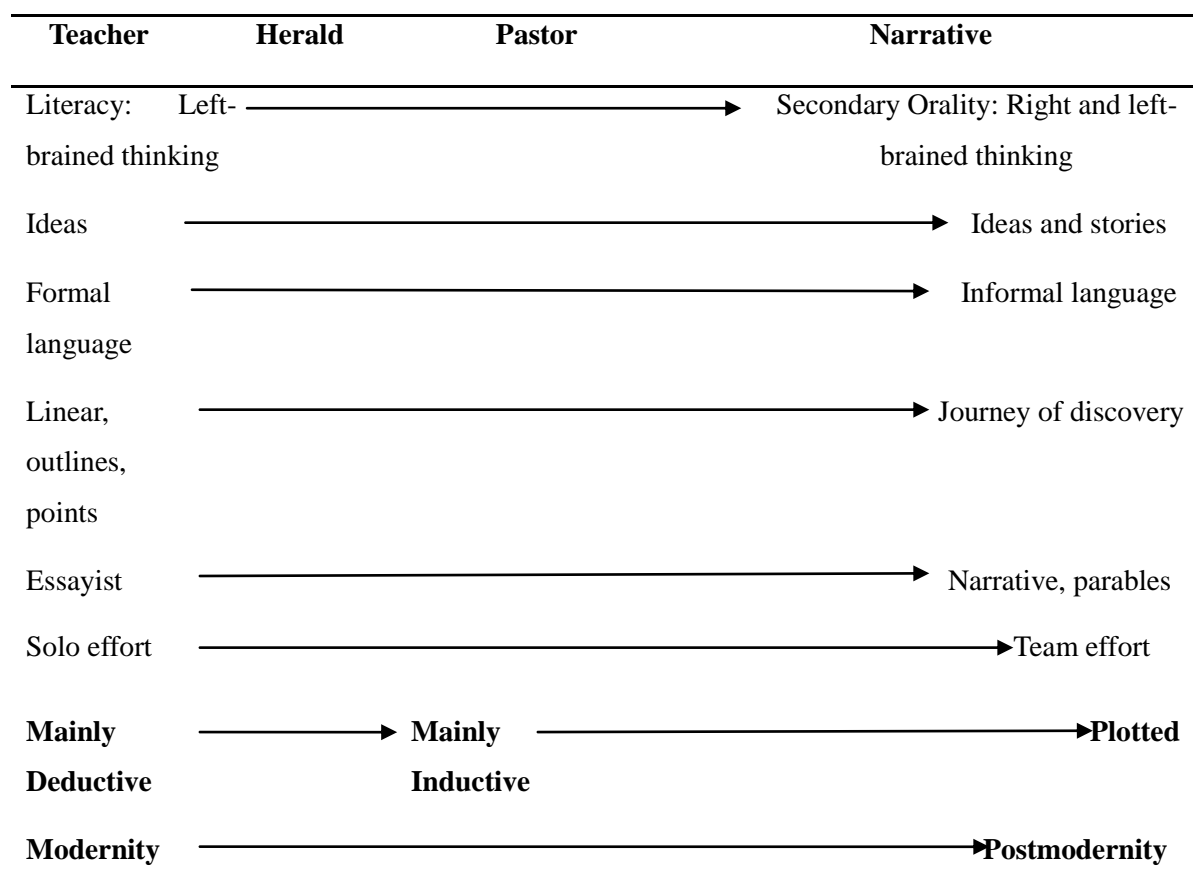 Teacher Herald Pastor Narrative
Literacy: Left- Secondary Orality: Right and left-
brained thinking brained thinking
Ideas Ideas and stories
Formal Informal language
language
Linear, Journey of discovery
outlines,
points
Essayist Narrative, parables
Solo effort Team effort
Mainly Mainly Plotted
Deductive Inductive
Modernity Postmodernity